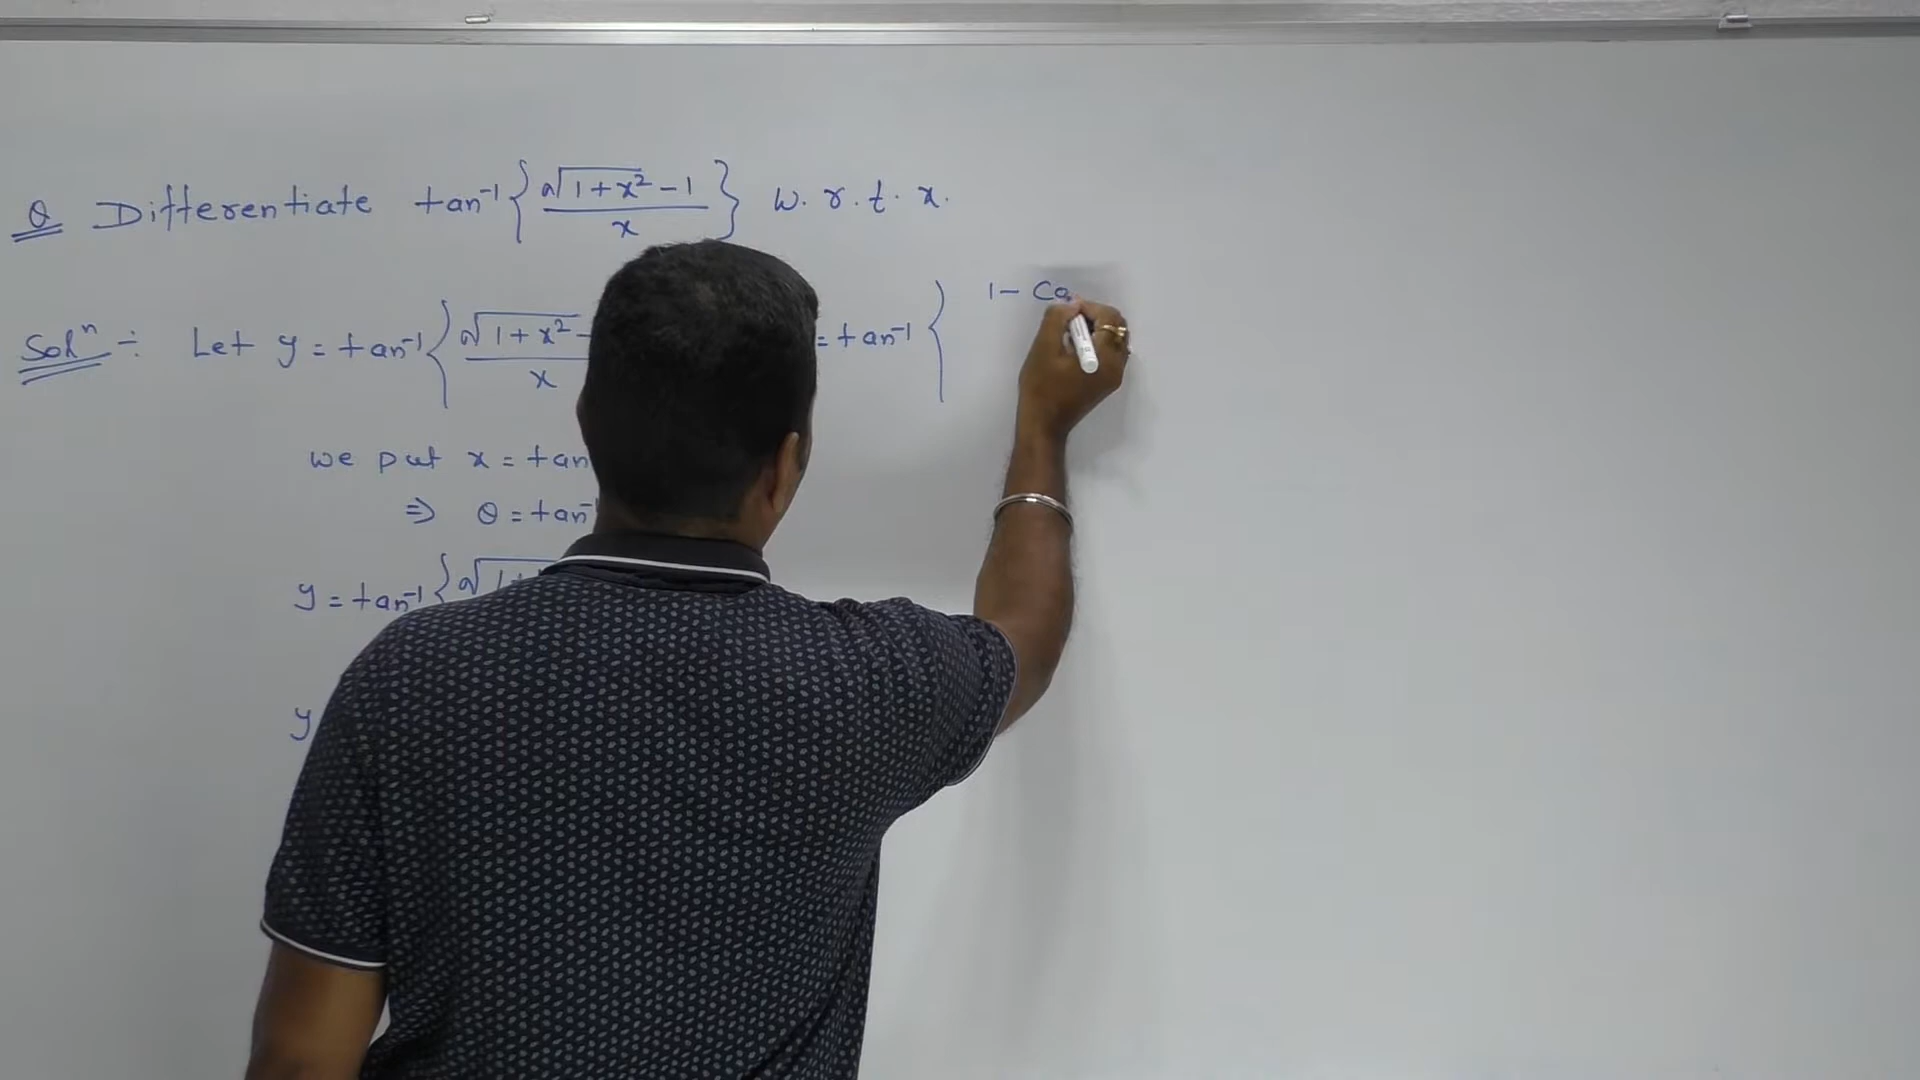 Q Differentiate tan⁻¹{ (√(1+x²) - 1) / x } w.r.t. x.
Solⁿ ÷ Let y = tan⁻¹{ √(1+x²) - / x
we put x = tan
⇒ θ = tan⁻¹
y = tan⁻¹{ √1+
y
= tan⁻¹{ 1 - Co